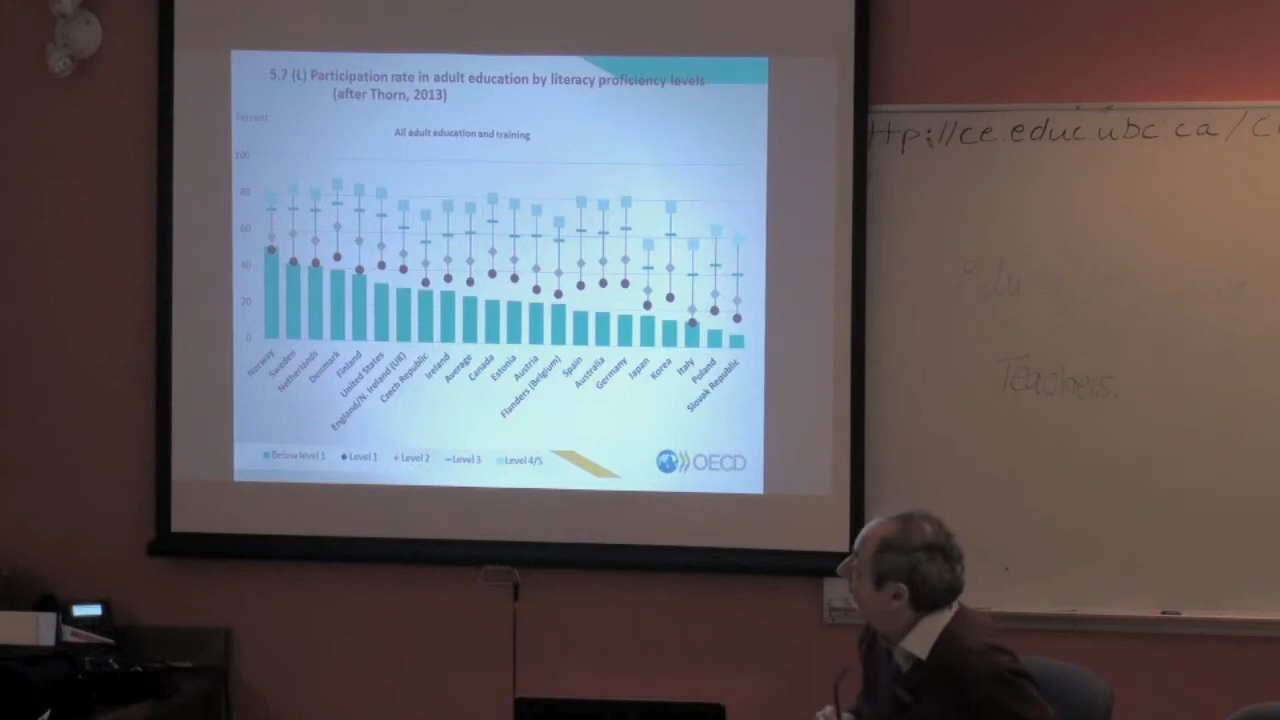 5.7 (L) Participation rate in adult education by literacy proficiency levels
(after Thorn, 2013)
Percent
All adult education and training
100
80
60
40
20
0
Norway
Sweden
Netherlands
Denmark
Finland
United States
England/N. Ireland (UK)
Czech Republic
Ireland
Average
Canada
Estonia
Austria
Flanders (Belgium)
Spain
Australia
Germany
Japan
Korea
Italy
Poland
Slovak Republic
Below level 1 Level 1 Level 2 Level 3 Level 4/5
OECD
ttp://ce.educ.ubc.ca/
Teachers.